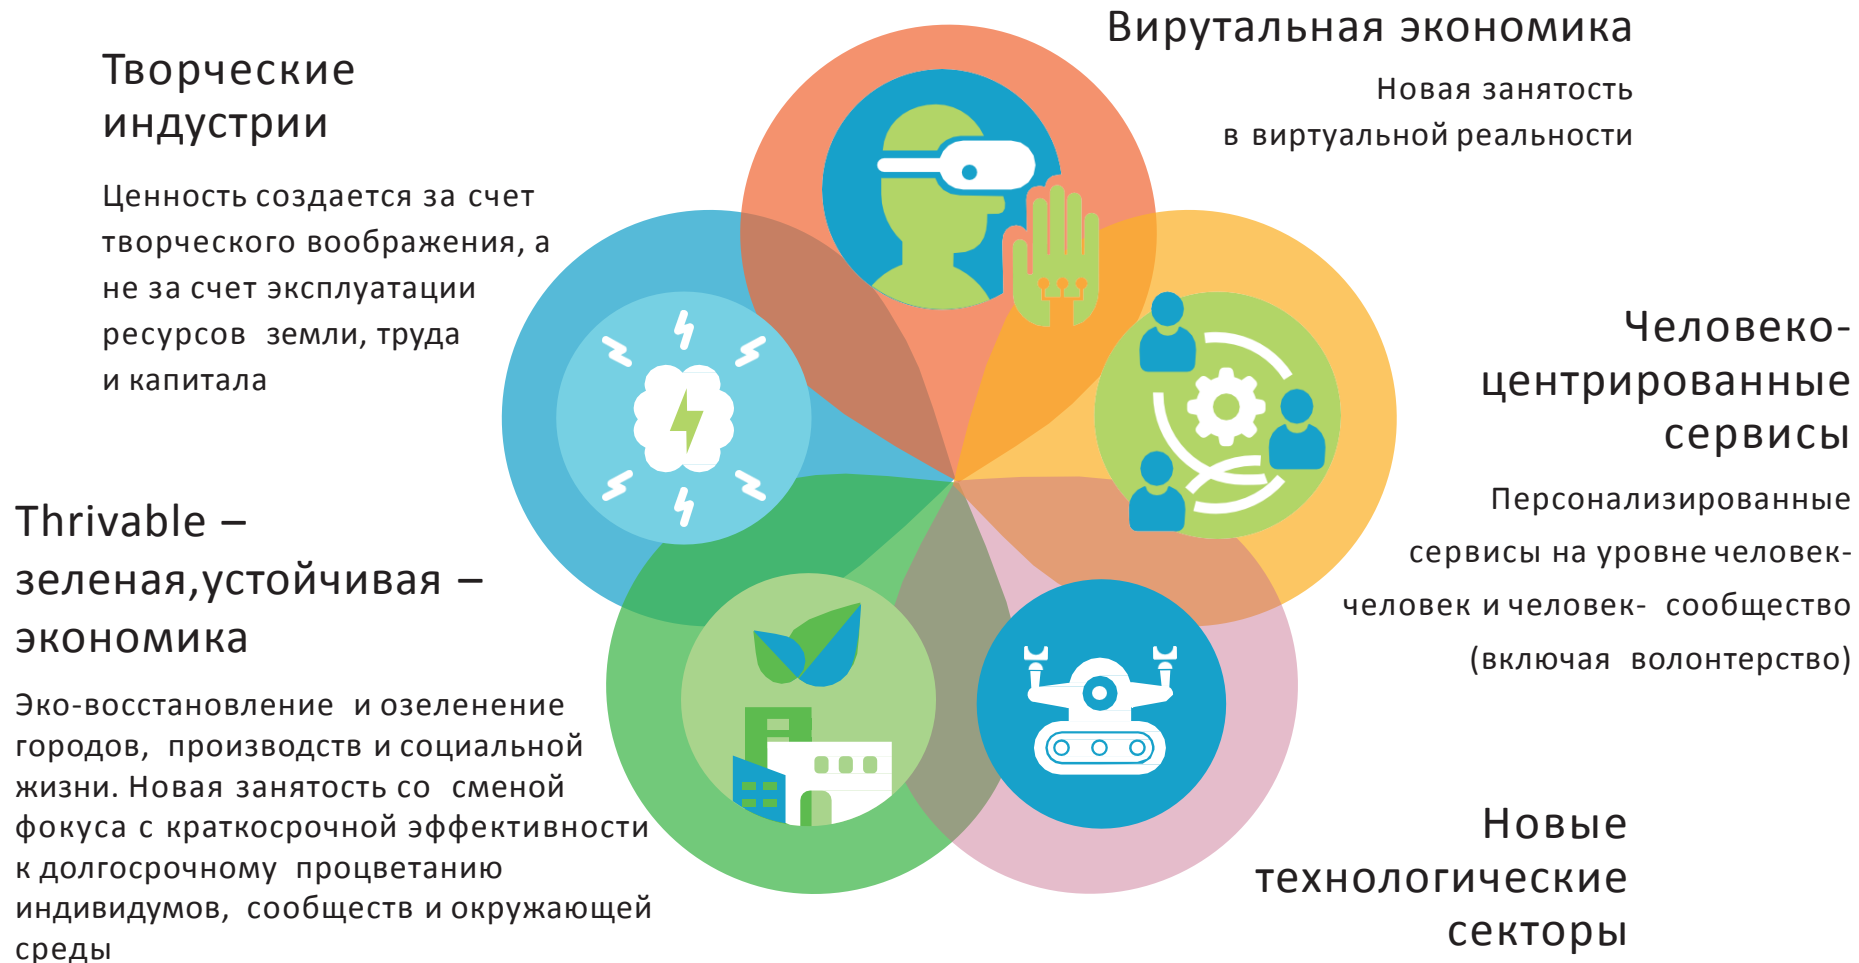 Творческие
индустрии
Ценность создается за счет
творческого воображения, а
не за счет эксплуатации
ресурсов земли, труда
и капитала
Thrivable –
зеленая,устойчивая –
экономика
Эко-восстановление и озеленение
городов, производств и социальной
жизни. Новая занятость со сменой
фокуса с краткосрочной эффективности
к долгосрочному процветанию
индивидумов, сообществ и окружающей
среды
Вирутальная экономика
Новая занятость
в виртуальной реальности
Человеко-
центрированные
сервисы
Персонализированные
сервисы на уровне человек-
человек и человек- сообщество
(включая волонтерство)
Новые
технологические
секторы